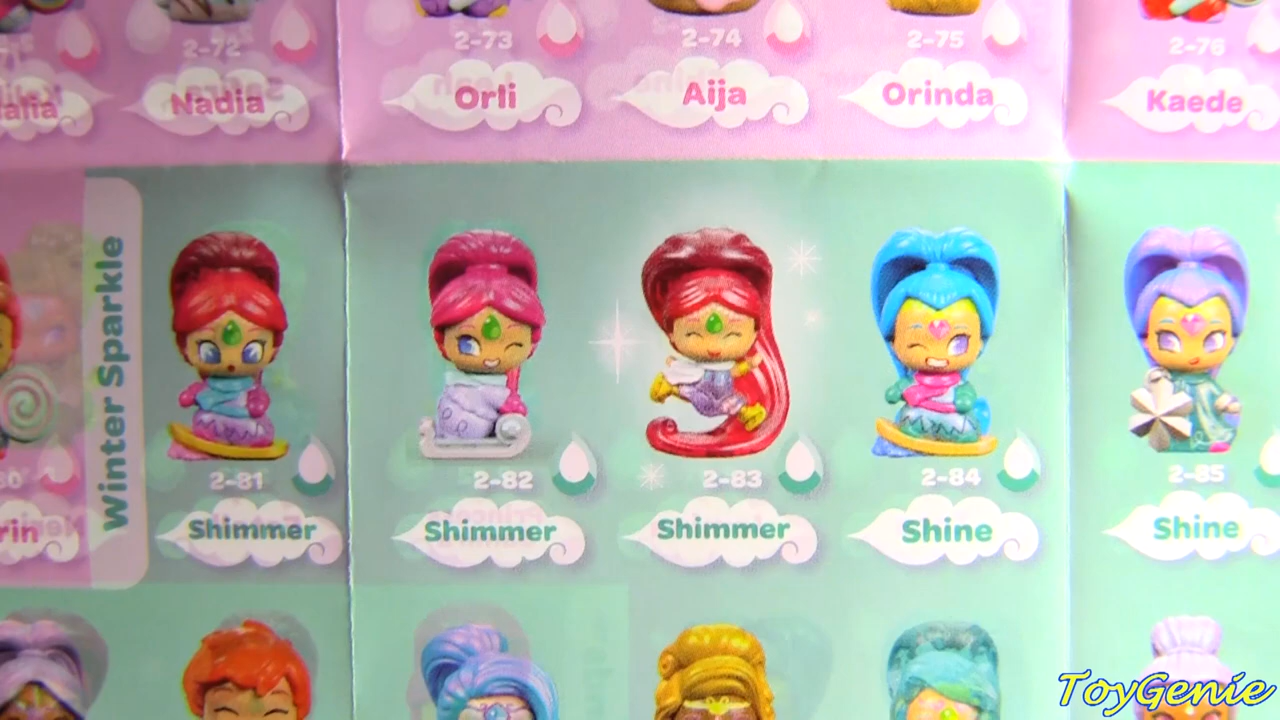 2-72
2-73
2-74
2-75
2-76
Nadia
Orli
Aija
Orinda
Kaede
Winter Sparkle
2-81
2-82
2-83
2-84
2-85
Shimmer
Shimmer
Shimmer
Shine
Shine
ToyGenie